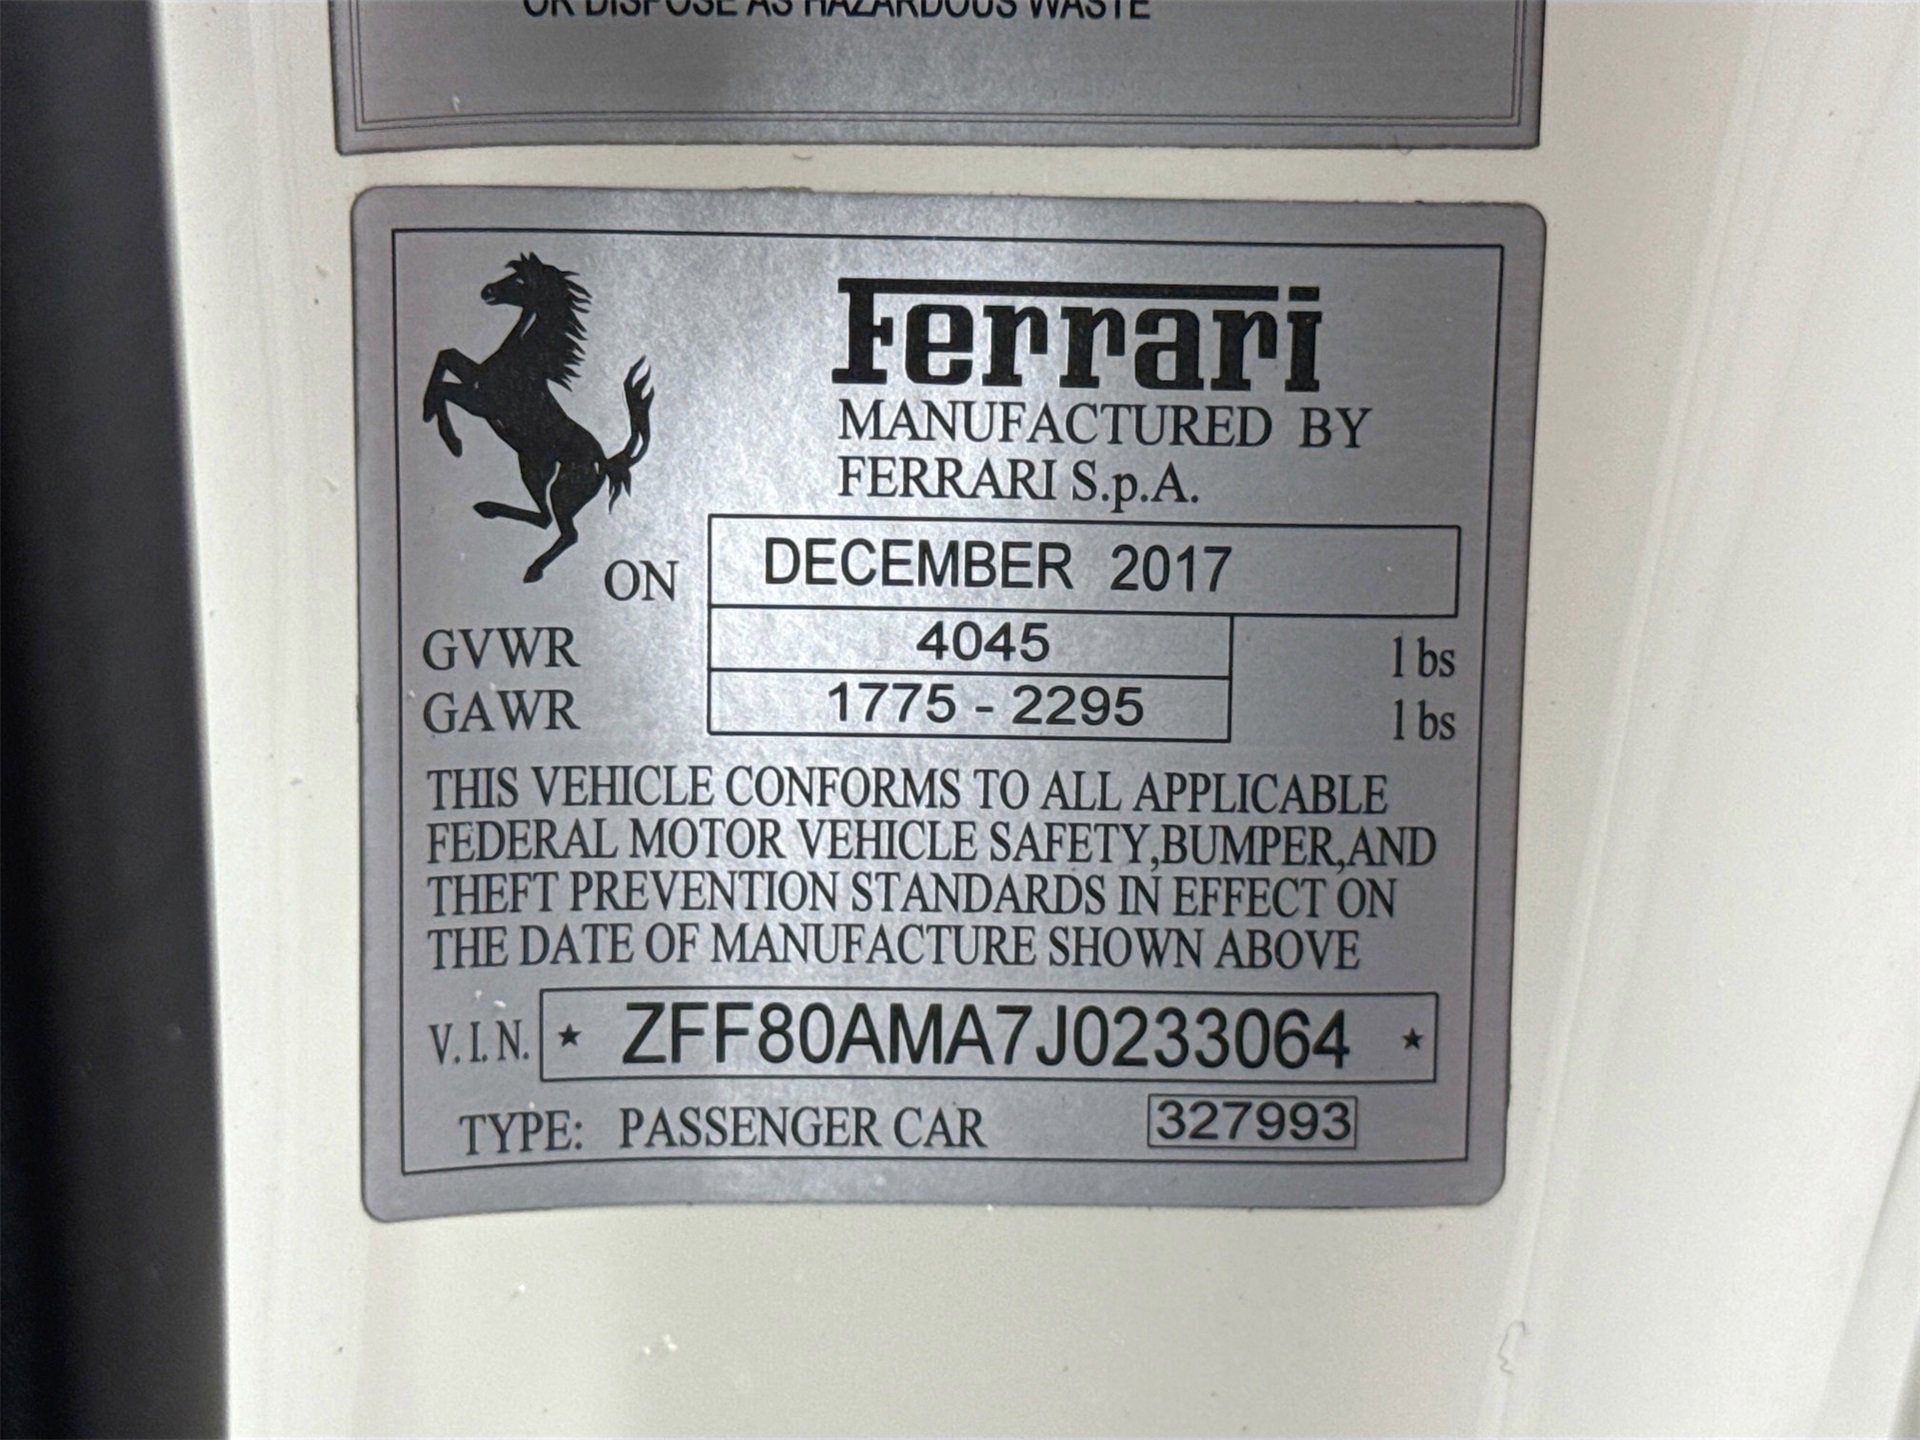 OR DISPOSE AS HAZARDOUS WASTE
Ferrari
MANUFACTURED BY
FERRARI S.p.A.
ON DECEMBER 2017
GVWR 4045 lbs
GAWR 1775 - 2295 lbs
THIS VEHICLE CONFORMS TO ALL APPLICABLE
FEDERAL MOTOR VEHICLE SAFETY,BUMPER,AND
THEFT PREVENTION STANDARDS IN EFFECT ON
THE DATE OF MANUFACTURE SHOWN ABOVE
V.I.N. ★ ZFF80AMA7J0233064 ★
TYPE: PASSENGER CAR 327993